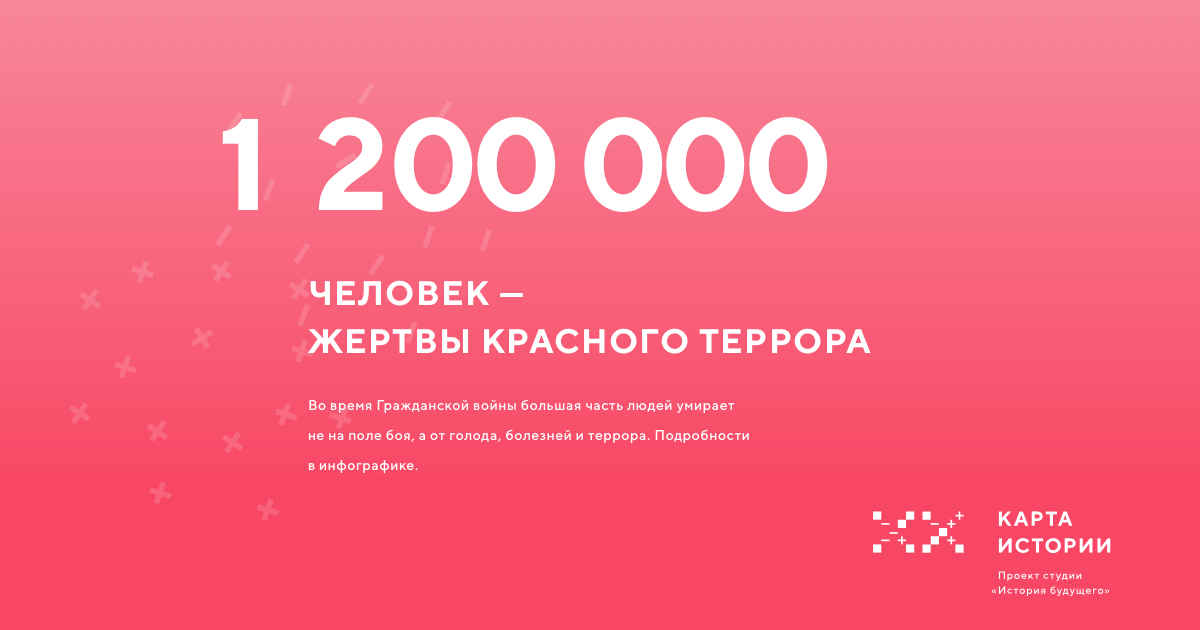 1 200 000
ЧЕЛОВЕК —
ЖЕРТВЫ КРАСНОГО ТЕРРОРА
Во время Гражданской войны большая часть людей умирает
не на поле боя, а от голода, болезней и террора. Подробности
в инфографике.
КАРТА
ИСТОРИИ
Проект студии
«История будущего»